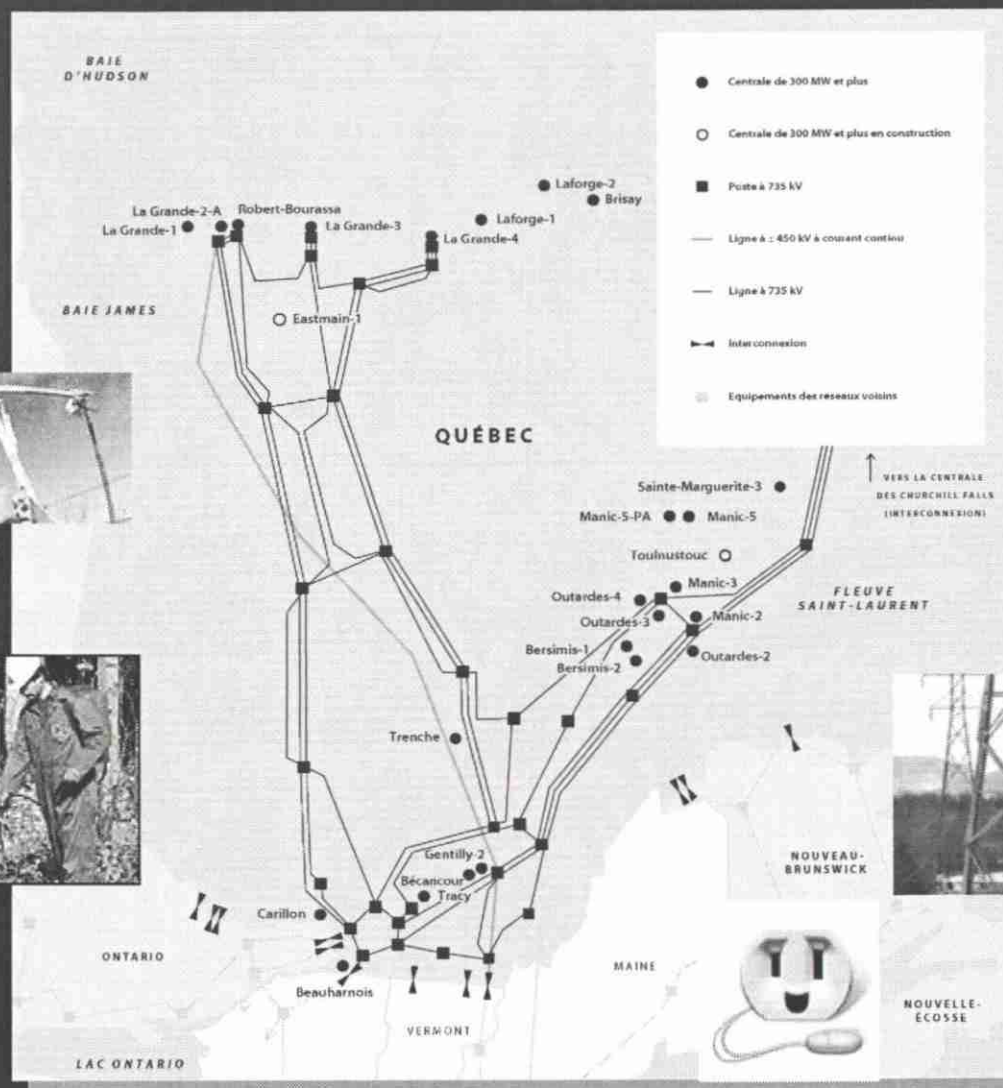 BAIE
D'HUDSON
Centrale de 300 MW et plus
Centrale de 300 MW et plus en construction
Poste à 735 kV
Ligne à ± 450 kV à courant continu
Ligne à 735 kV
Interconnexion
Equipements des réseaux voisins
Laforge-2
Brisay
La Grande-2-A
Robert-Bourassa
Laforge-1
La Grande-1
La Grande-3
La Grande-4
BAIE JAMES
Eastmain-1
QUÉBEC
VERS LA CENTRALE
DES CHURCHILL FALLS
(INTERCONNEXION)
Sainte-Marguerite-3
Manic-5-PA
Manic-5
Toulnustouc
Manic-3
FLEUVE
SAINT-LAURENT
Outardes-4
Outardes-3
Manic-2
Bersimis-1
Bersimis-2
Outardes-2
Trenche
Gentilly-2
Bécancour
Tracy
Carillon
NOUVEAU-
BRUNSWICK
ONTARIO
MAINE
Beauharnois
NOUVELLE-
ÉCOSSE
VERMONT
LAC ONTARIO